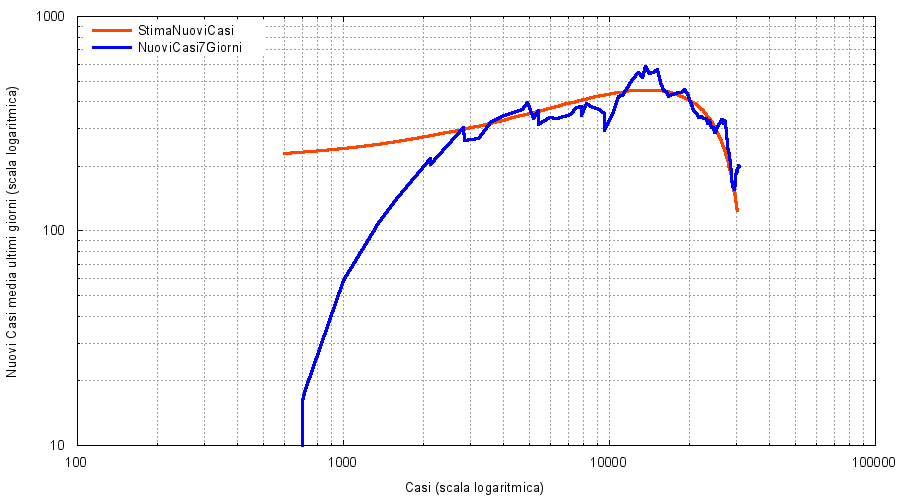 1000
StimaNuoviCasi
NuoviCasi7Giorni
100
10
Nuovi Casi media ultimi giorni (scala logaritmica)
100 1000 10000 100000
Casi (scala logaritmica)